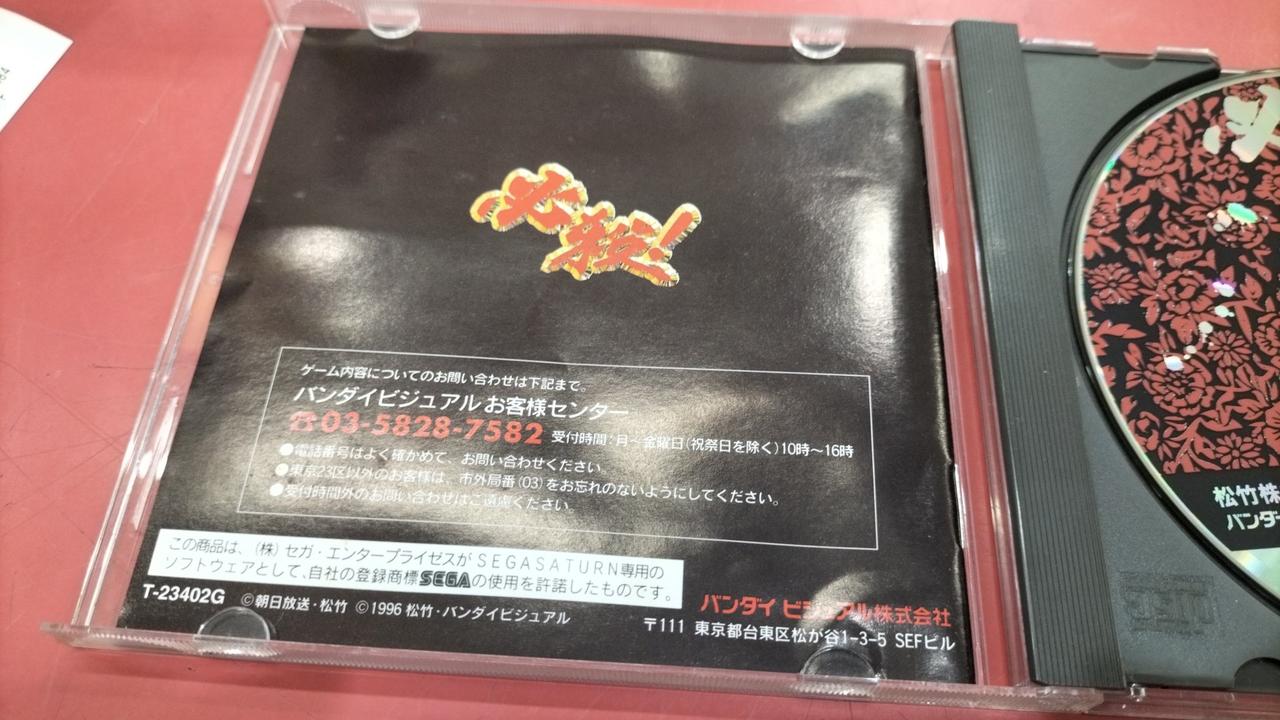 必殺!
ゲーム内容についてのお問い合わせは下記まで。
バンダイビジュアル お客様センター
☎03-5828-7582 受付時間:月~金曜日(祝祭日を除く)10時~16時
●電話番号はよく確かめて、お問い合わせください。
●東京23区以外のお客様は、市外局番(03)をお忘れのないようにしてください。
●受付時間外のお問い合わせはご遠慮ください。
この商品は、(株)セガ・エンタープライゼスがSEGASATURN専用の
ソフトウェアとして、自社の登録商標SEGAの使用を許諾したものです。
T-23402G ©朝日放送・松竹 ©1996 松竹・バンダイビジュアル
バンダイ ビジュアル株式会社
〒111 東京都台東区松が谷1-3-5 SEFビル
松竹株
バンダ